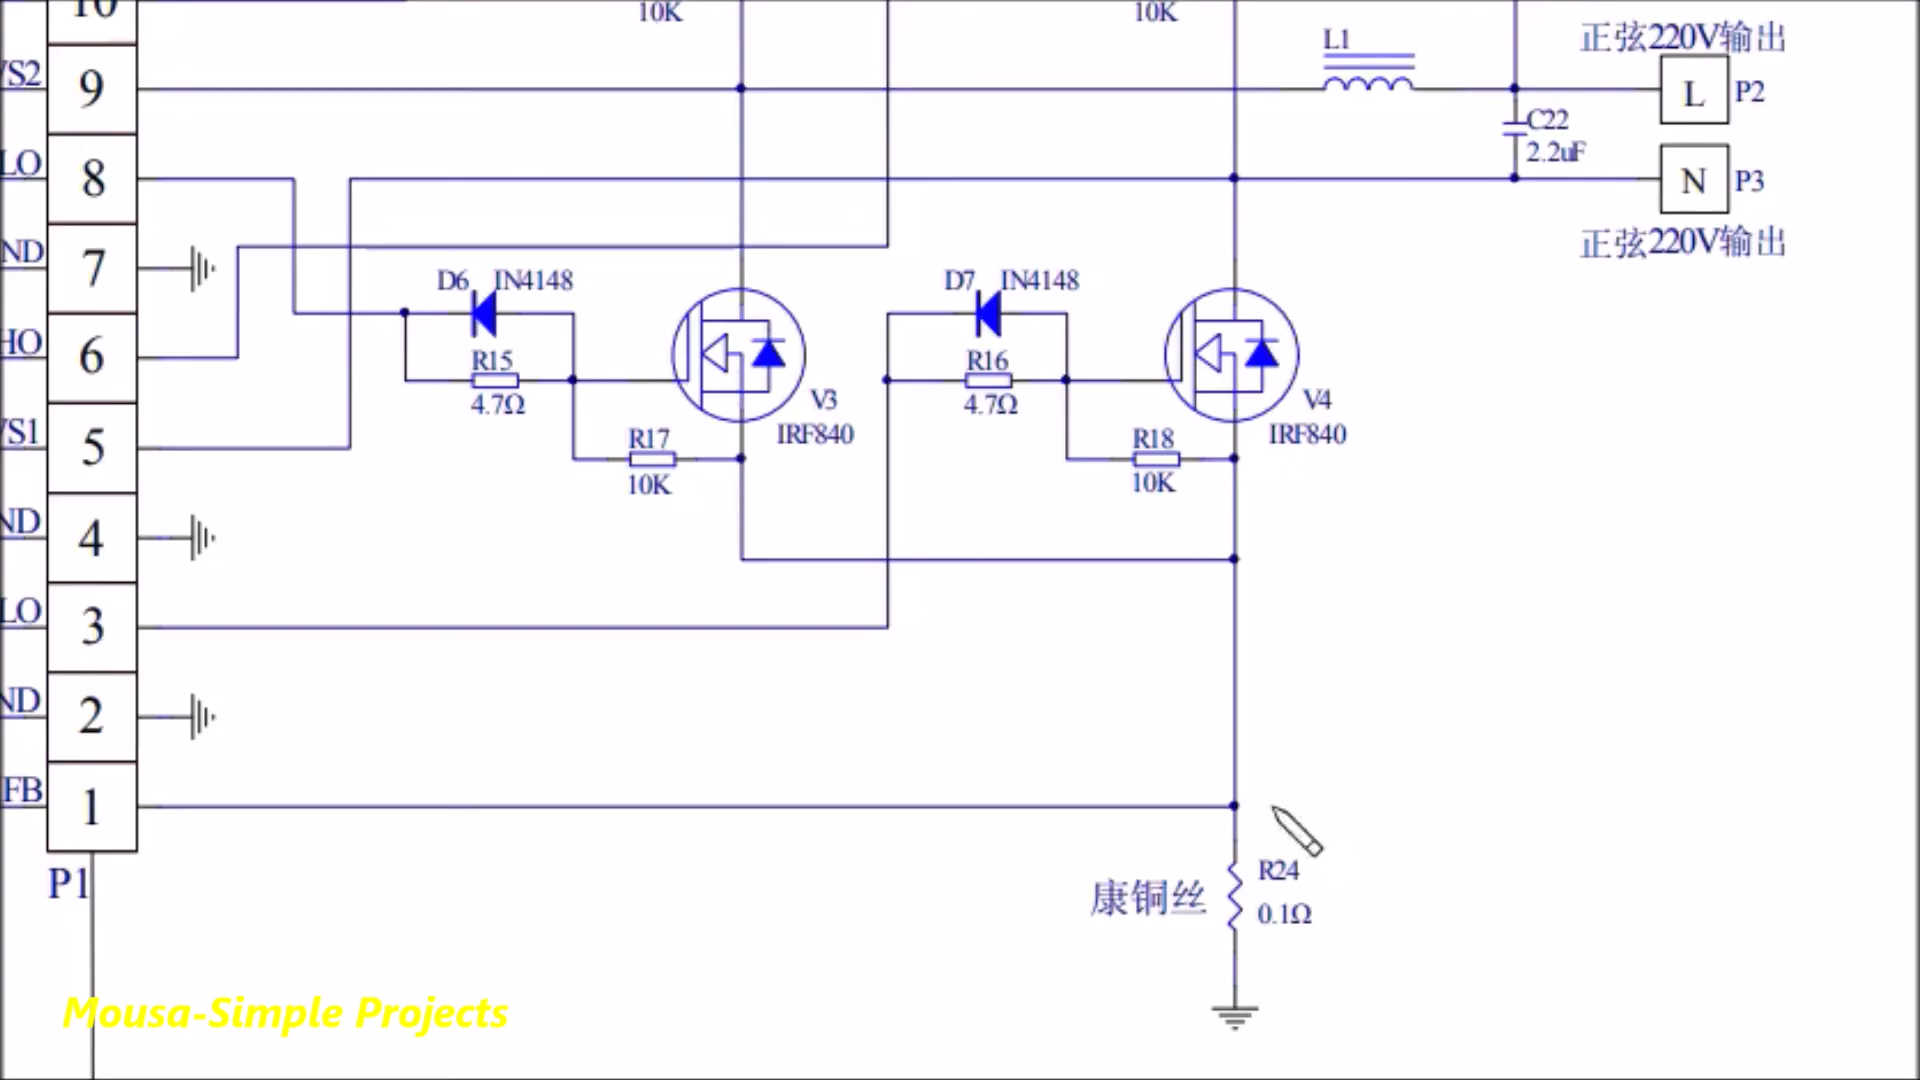 10
10K
10K
L1
正弦220V输出
VS2
9
L
P2
C22
2.2uF
LO
8
N
P3
正弦220V输出
ND
7
D6
IN4148
D7
IN4148
HO
6
R15
4.7Ω
R16
4.7Ω
V3
IRF840
V4
IRF840
VS1
5
R17
10K
R18
10K
ND
4
LO
3
ND
2
FB
1
P1
康铜丝
R24
0.1Ω
Mousa-Simple Projects